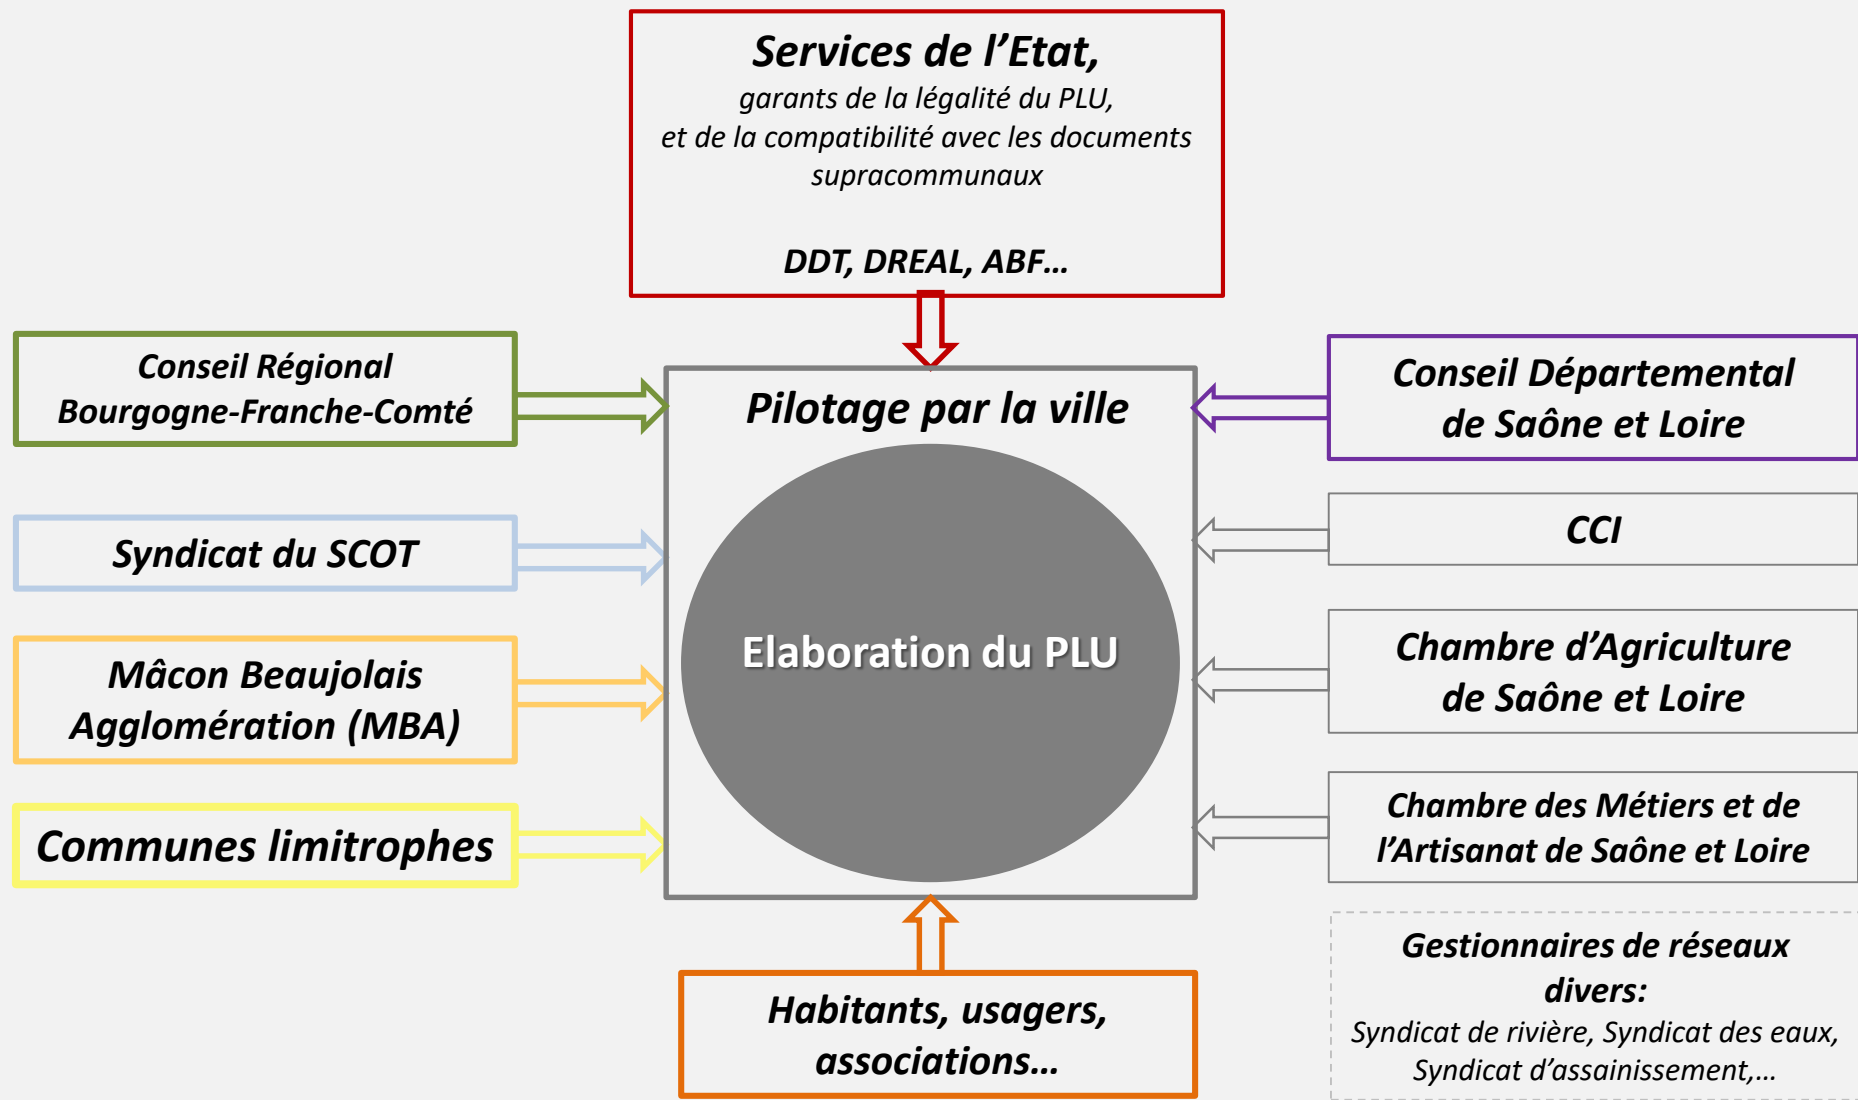 Services de l’Etat,
garants de la légalité du PLU,
et de la compatibilité avec les documents
supracommunaux
DDT, DREAL, ABF…
Conseil Régional
Bourgogne-Franche-Comté
Syndicat du SCOT
Mâcon Beaujolais
Agglomération (MBA)
Communes limitrophes
Pilotage par la ville
Elaboration du PLU
Conseil Départemental
de Saône et Loire
CCI
Chambre d’Agriculture
de Saône et Loire
Chambre des Métiers et de
l’Artisanat de Saône et Loire
Habitants, usagers,
associations…
Gestionnaires de réseaux
divers:
Syndicat de rivière, Syndicat des eaux,
Syndicat d’assainissement,…